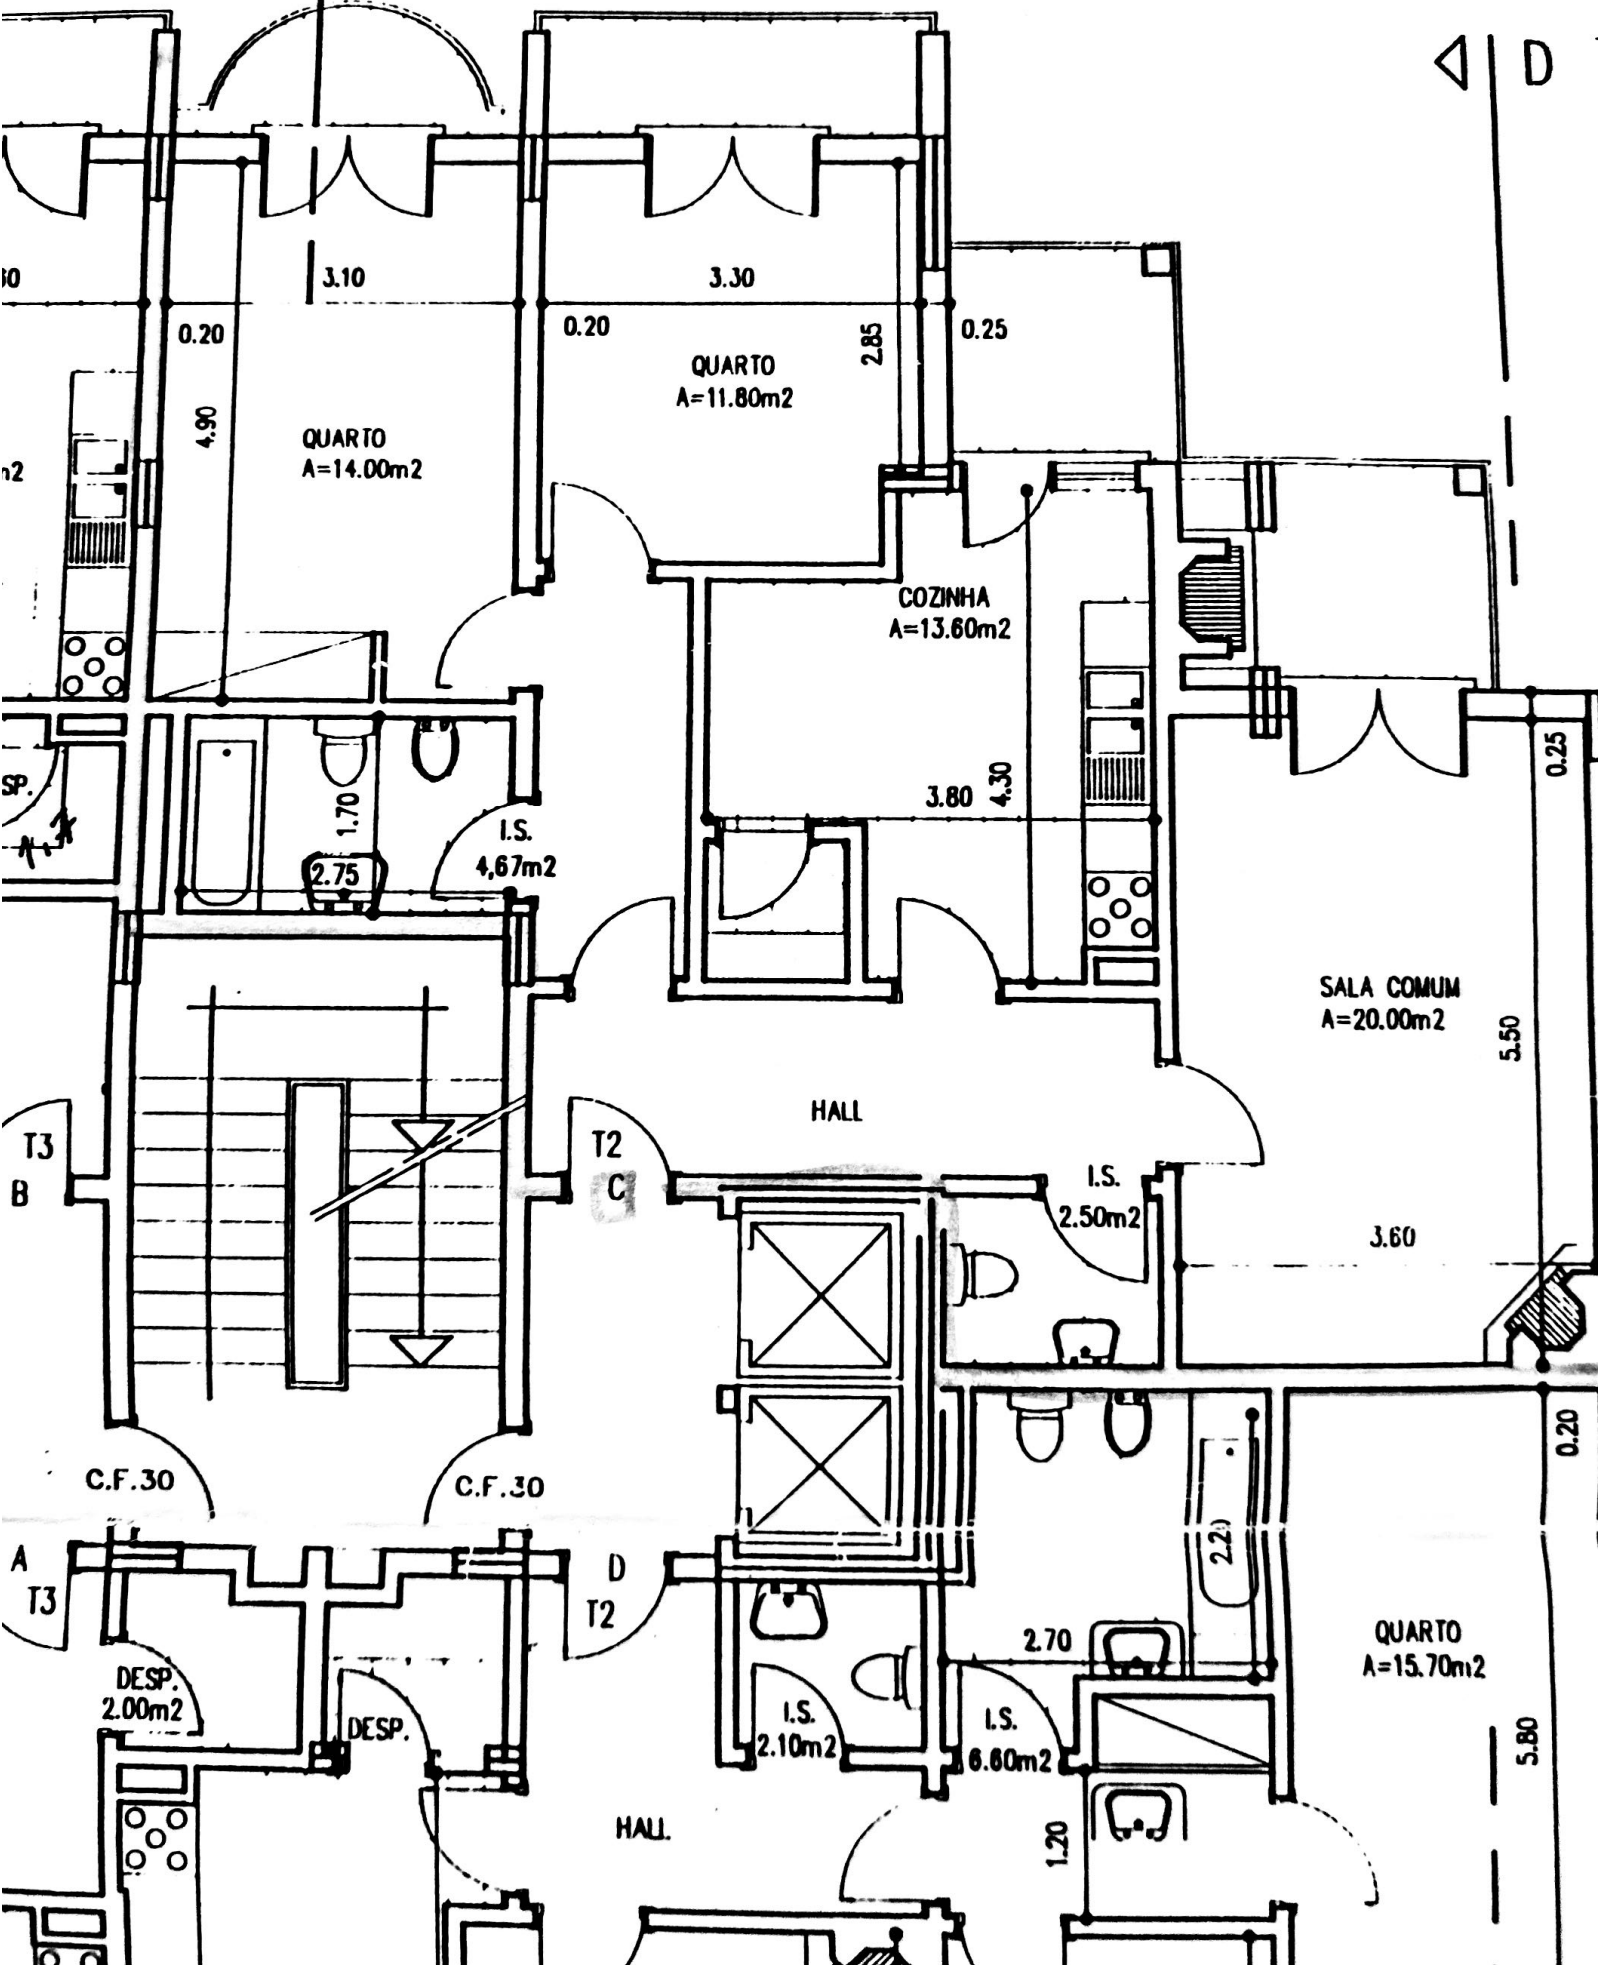 D
3.10
3.30
0.20
0.20
0.25
2.85
QUARTO
A=11.80m2
4.90
QUARTO
A=14.00m2
COZINHA
A=13.60m2
0.25
SP.
1.70
3.80
4.30
I.S.
4,67m2
2.75
SALA COMUM
A=20.00m2
5.50
HALL
T3
B
T2
C
I.S.
2.50m2
3.60
0.20
C.F.30
C.F.30
A
T3
D
T2
2.20
QUARTO
A=15.70m2
2.70
DESP.
2.00m2
DESP.
I.S.
2.10m2
I.S.
6.60m2
5.80
HALL
1.20